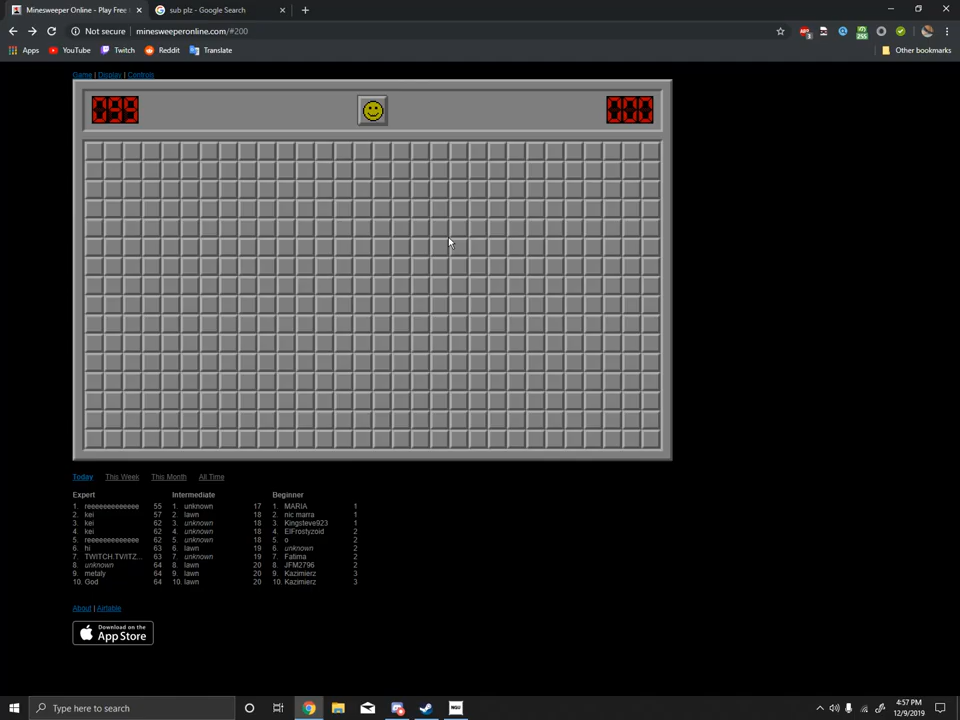 Minesweeper Online - Play Free sub plz - Google Search
Not secure minesweeperonline.com/#200
Apps YouTube Twitch Reddit Translate Other bookmarks
Game | Display | Controls
099 000
Today This Week This Month All Time
Expert Intermediate Beginner
1. reeeeeeeeeeeee 55 1. unknown 17 1. MARIA 1
2. kei 57 2. lawn 18 2. nic marra 1
3. kei 62 3. unknown 18 3. Kingsteve923 1
4. kei 62 4. unknown 18 4. ElFrostyzoid 2
5. reeeeeeeeeeeee 62 5. unknown 18 5. o 2
6. hi 63 6. lawn 19 6. unknown 2
7. TWITCH.TV/ITZ... 63 7. unknown 19 7. Fatima 2
8. unknown 64 8. lawn 20 8. JFM2796 2
9. metaly 64 9. lawn 20 9. Kazimierz 3
10. God 64 10. lawn 20 10. Kazimierz 3
About | Airtable
Download on the
App Store
Type here to search
NGU
4:57 PM
12/9/2019